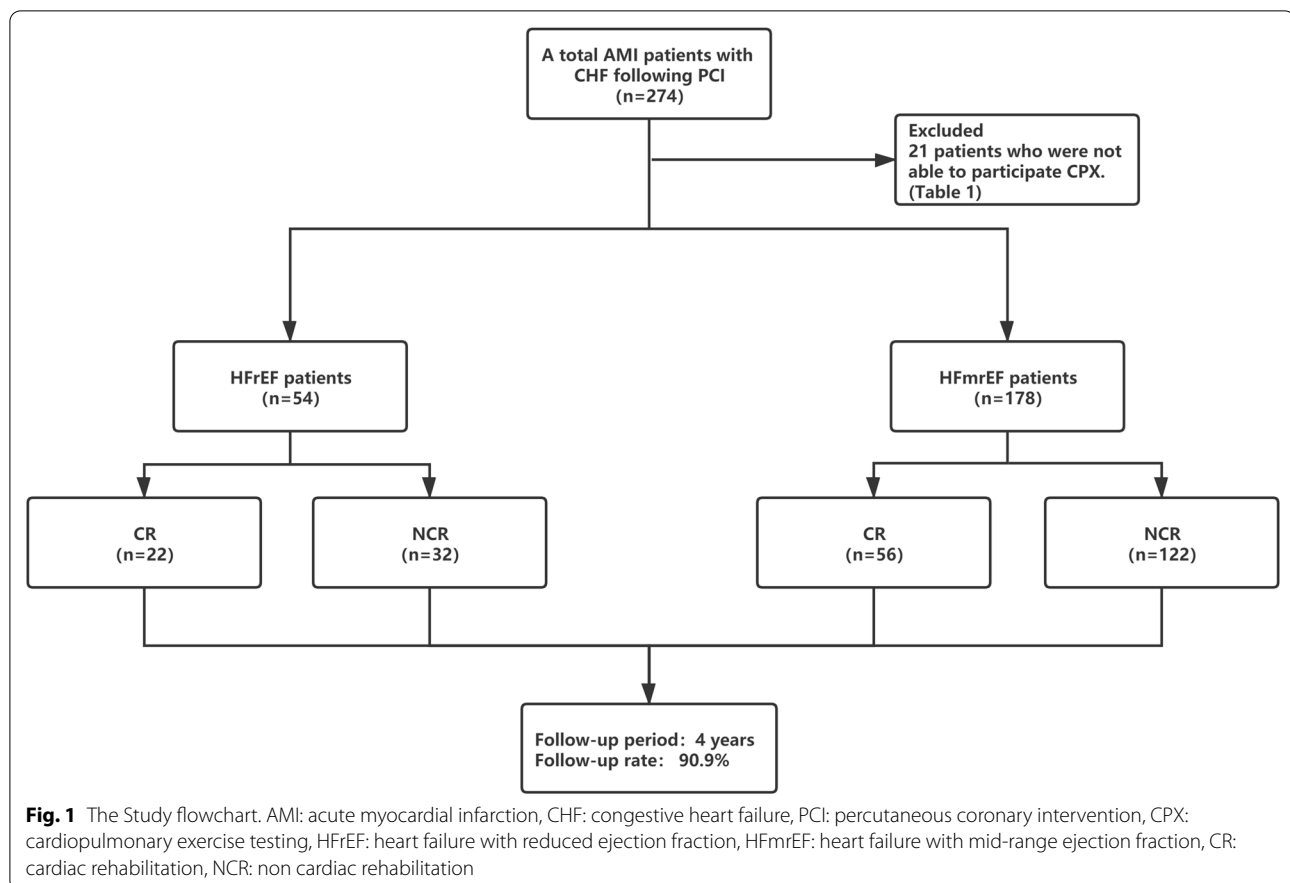 A total AMI patients with
CHF following PCI
(n=274)
Excluded
21 patients who were not
able to participate CPX.
(Table 1)
HFrEF patients
(n=54)
HFmrEF patients
(n=178)
CR
(n=22)
NCR
(n=32)
CR
(n=56)
NCR
(n=122)
Follow-up period： 4 years
Follow-up rate： 90.9%
Fig. 1 The Study flowchart. AMI: acute myocardial infarction, CHF: congestive heart failure, PCI: percutaneous coronary intervention, CPX:
cardiopulmonary exercise testing, HFrEF: heart failure with reduced ejection fraction, HFmrEF: heart failure with mid-range ejection fraction, CR:
cardiac rehabilitation, NCR: non cardiac rehabilitation